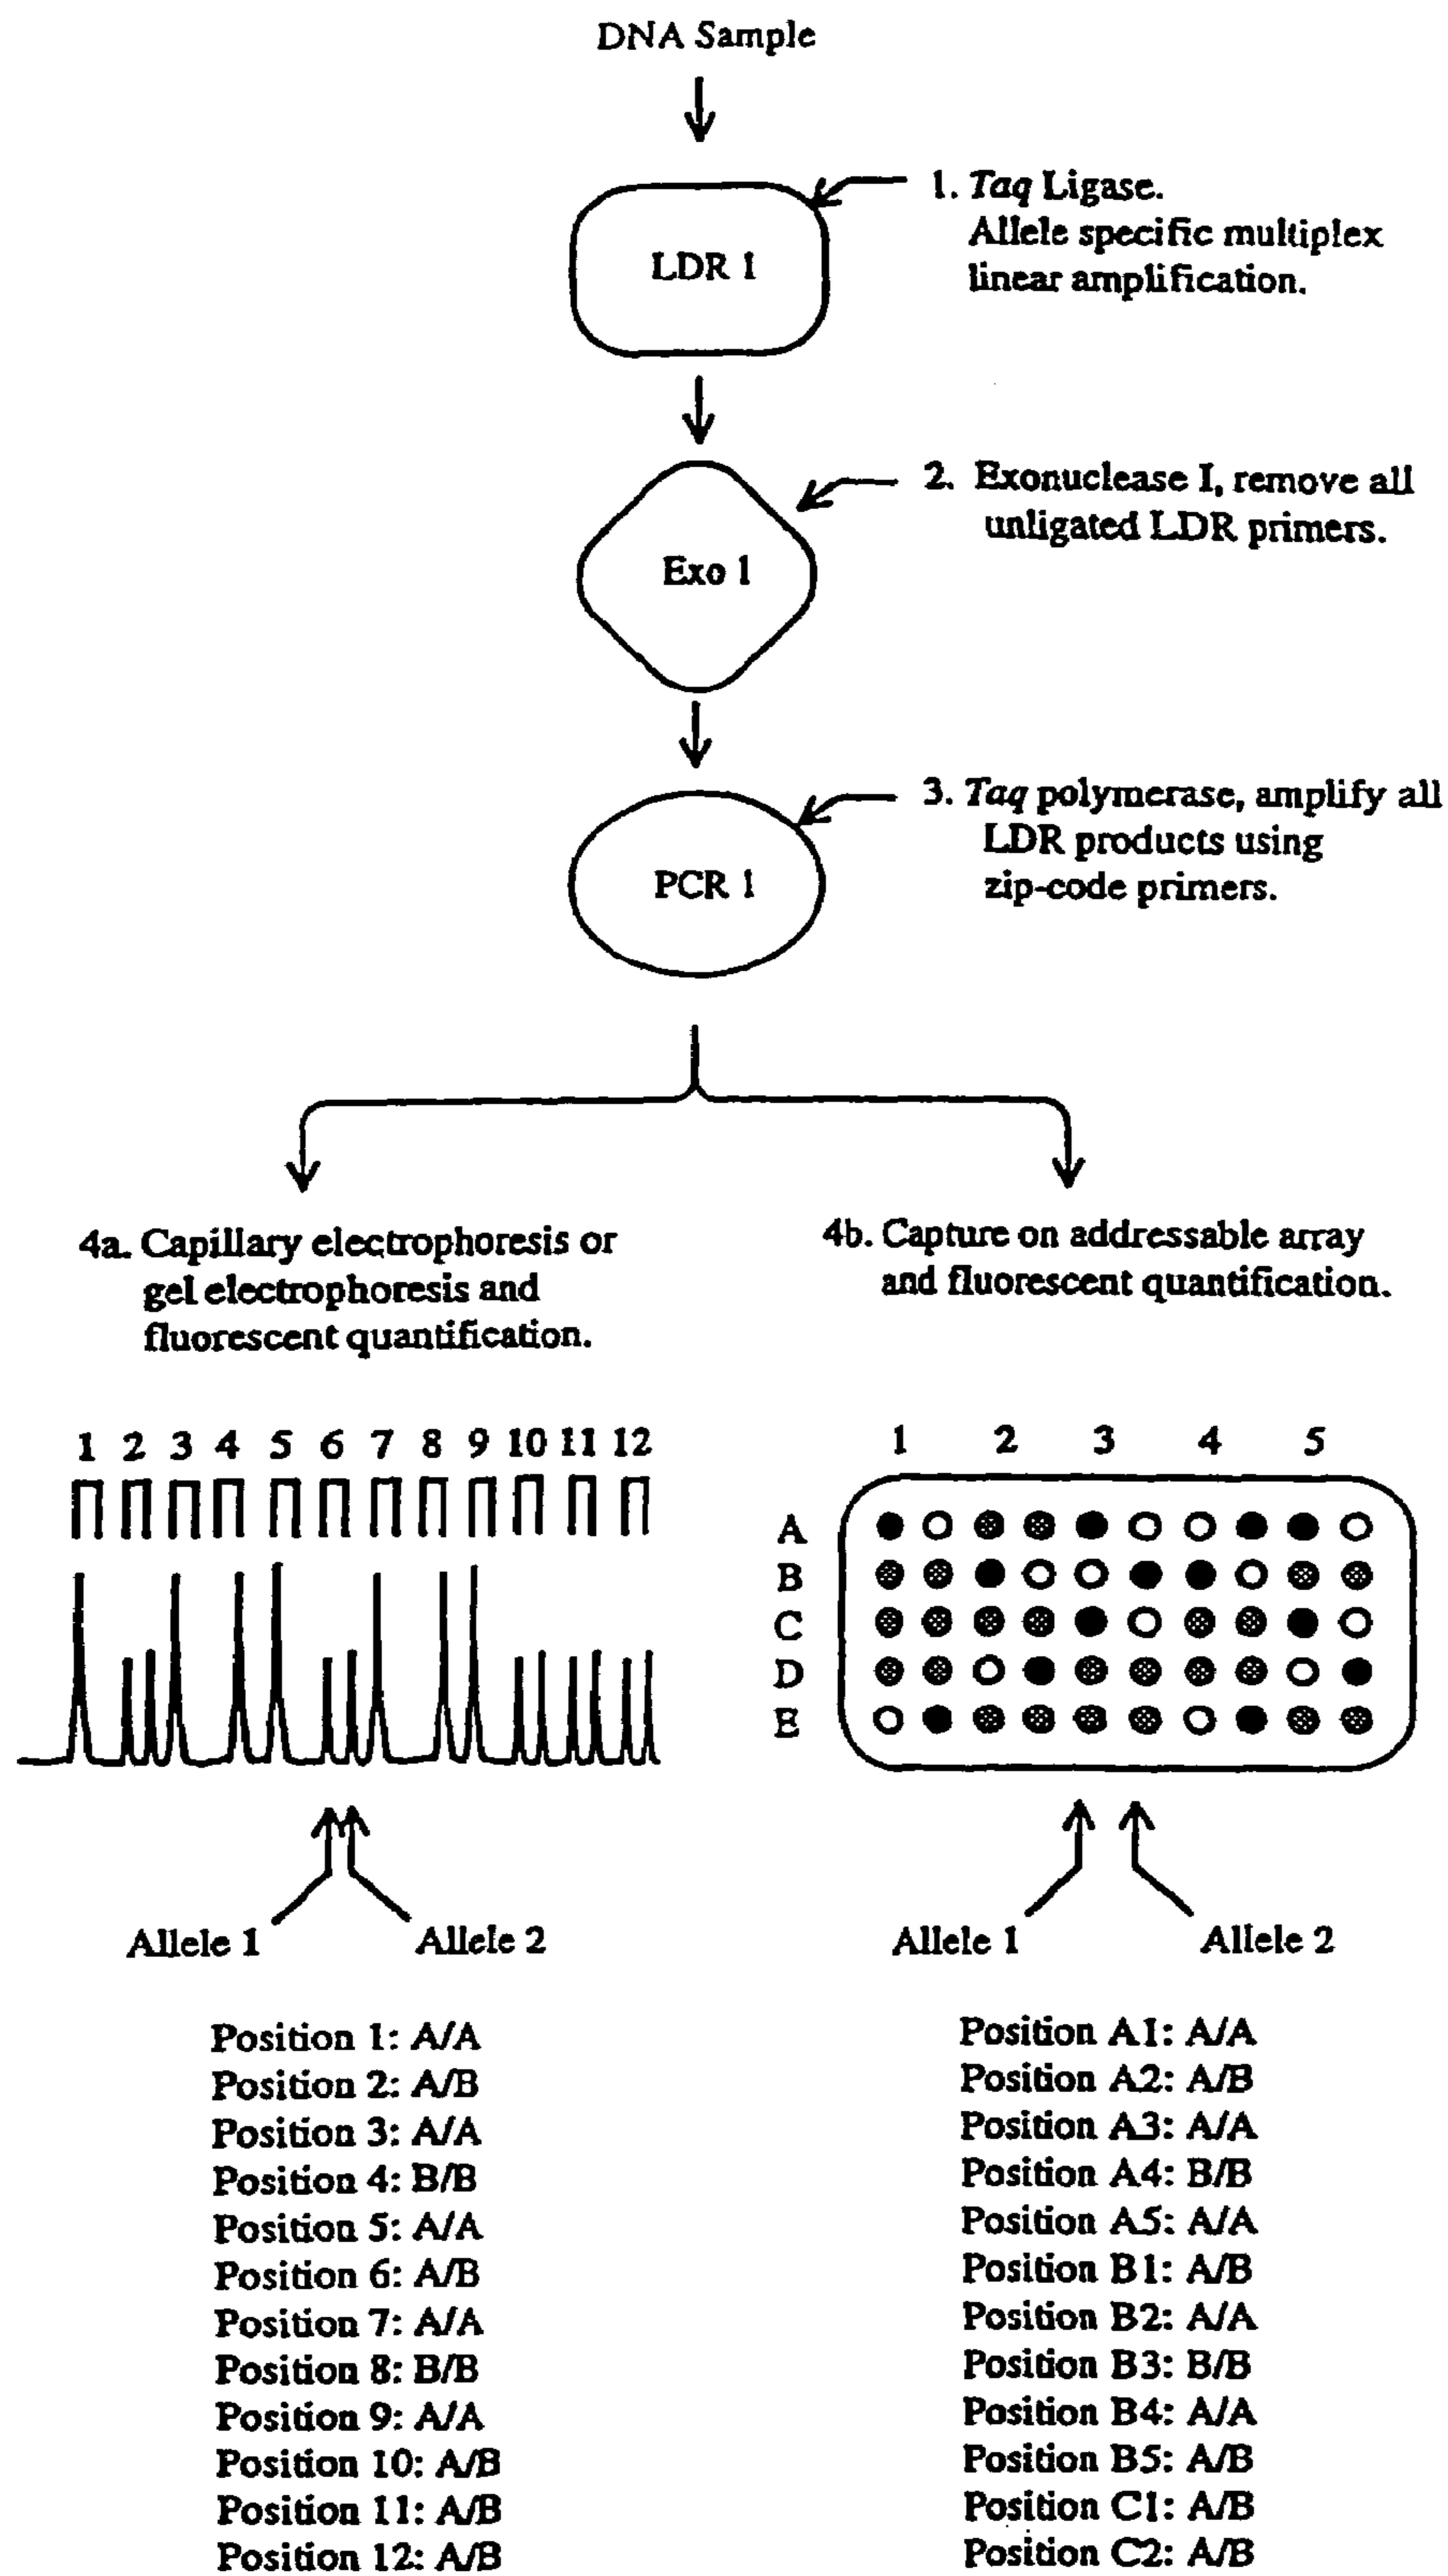 DNA Sample
LDR 1
1. Taq Ligase.
Allele specific multiplex
linear amplification.
Exo 1
2. Exonuclease I, remove all
unligated LDR primers.
PCR 1
3. Taq polymerase, amplify all
LDR products using
zip-code primers.
4a. Capillary electrophoresis or
gel electrophoresis and
fluorescent quantification.
1 2 3 4 5 6 7 8 9 10 11 12
Allele 1
Allele 2
Position 1: A/A
Position 2: A/B
Position 3: A/A
Position 4: B/B
Position 5: A/A
Position 6: A/B
Position 7: A/A
Position 8: B/B
Position 9: A/A
Position 10: A/B
Position 11: A/B
Position 12: A/B
4b. Capture on addressable array
and fluorescent quantification.
1 2 3 4 5
A
B
C
D
E
Allele 1
Allele 2
Position A1: A/A
Position A2: A/B
Position A3: A/A
Position A4: B/B
Position A5: A/A
Position B1: A/B
Position B2: A/A
Position B3: B/B
Position B4: A/A
Position B5: A/B
Position C1: A/B
Position C2: A/B